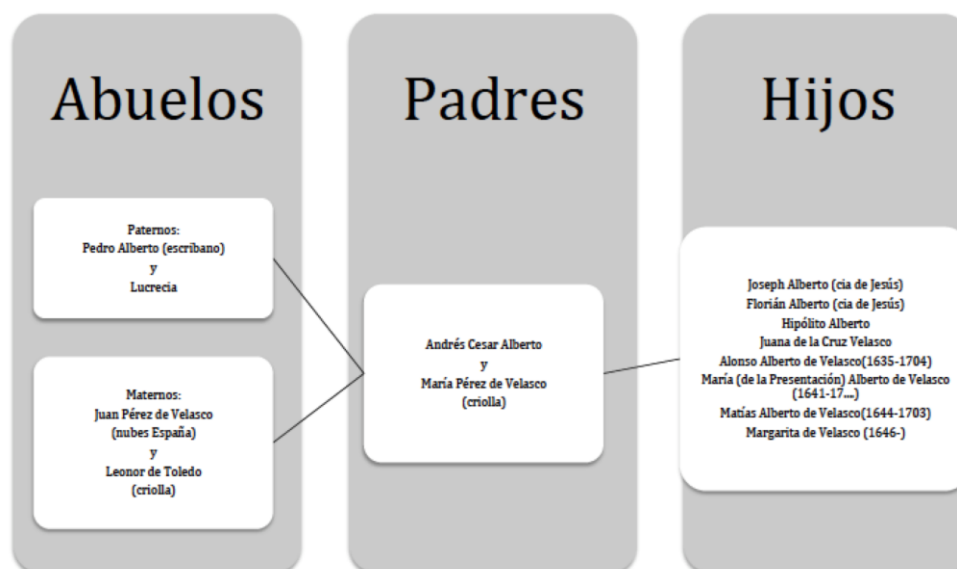 Abuelos
Paternos:
Pedro Alberto (escribano)
y
Lucrecia
Maternos:
Juan Pérez de Velasco
(nubes España)
y
Leonor de Toledo
(criolla)
Padres
Andrés Cesar Alberto
y
María Pérez de Velasco
(criolla)
Hijos
Joseph Alberto (cia de Jesús)
Florián Alberto (cia de Jesús)
Hipólito Alberto
Juana de la Cruz Velasco
Alonso Alberto de Velasco(1635-1704)
María (de la Presentación) Alberto de Velasco
(1641-17....)
Matías Alberto de Velasco(1644-1703)
Margarita de Velasco (1646-)